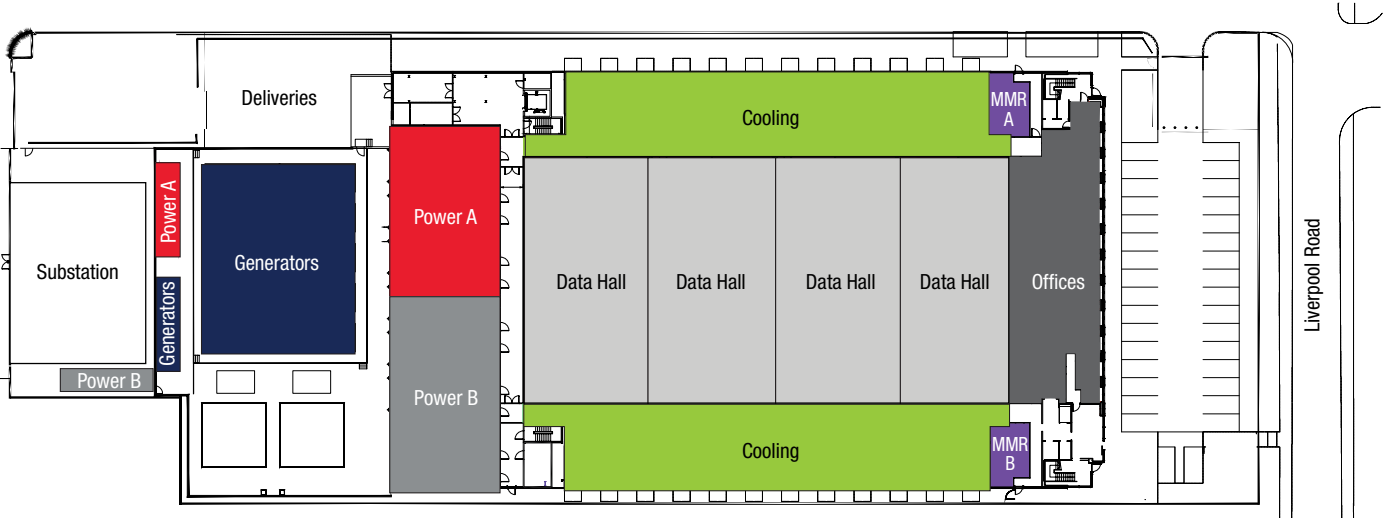 Deliveries
Cooling
MMR
A
Power A
Power A
Substation
Generators
Generators
Data Hall
Data Hall
Data Hall
Data Hall
Offices
Liverpool Road
Power B
Power B
Cooling
MMR
B